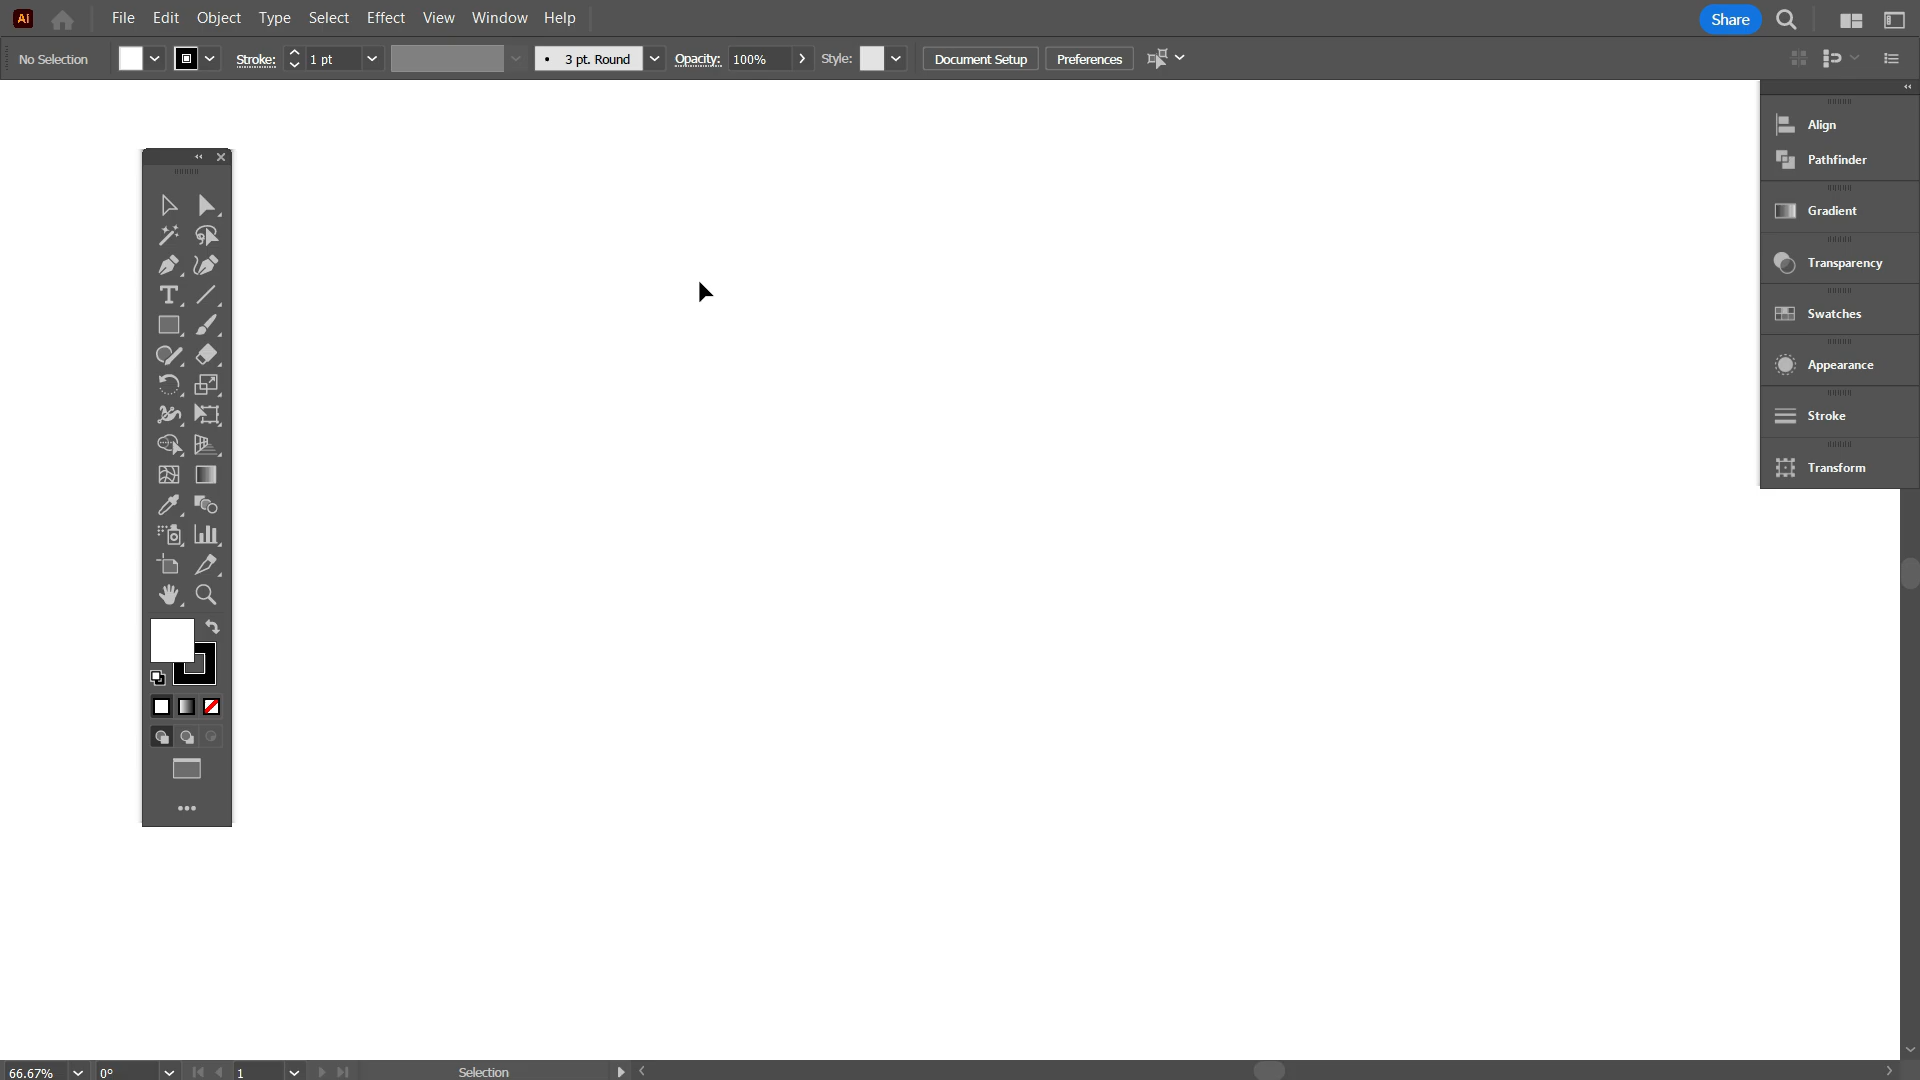 Ai File Edit Object Type Select Effect View Window Help Share
No Selection Stroke: 1 pt 3 pt. Round Opacity: 100% Style: Document Setup Preferences
Align
Pathfinder
Gradient
Transparency
Swatches
Appearance
Stroke
Transform
66.67% 0° 1 Selection